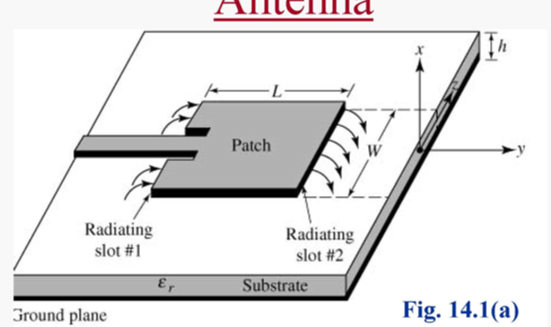 Antenna
x
h
L
Patch
W
y
Radiating
slot #1
Radiating
slot #2
εr
Substrate
Ground plane
Fig. 14.1(a)